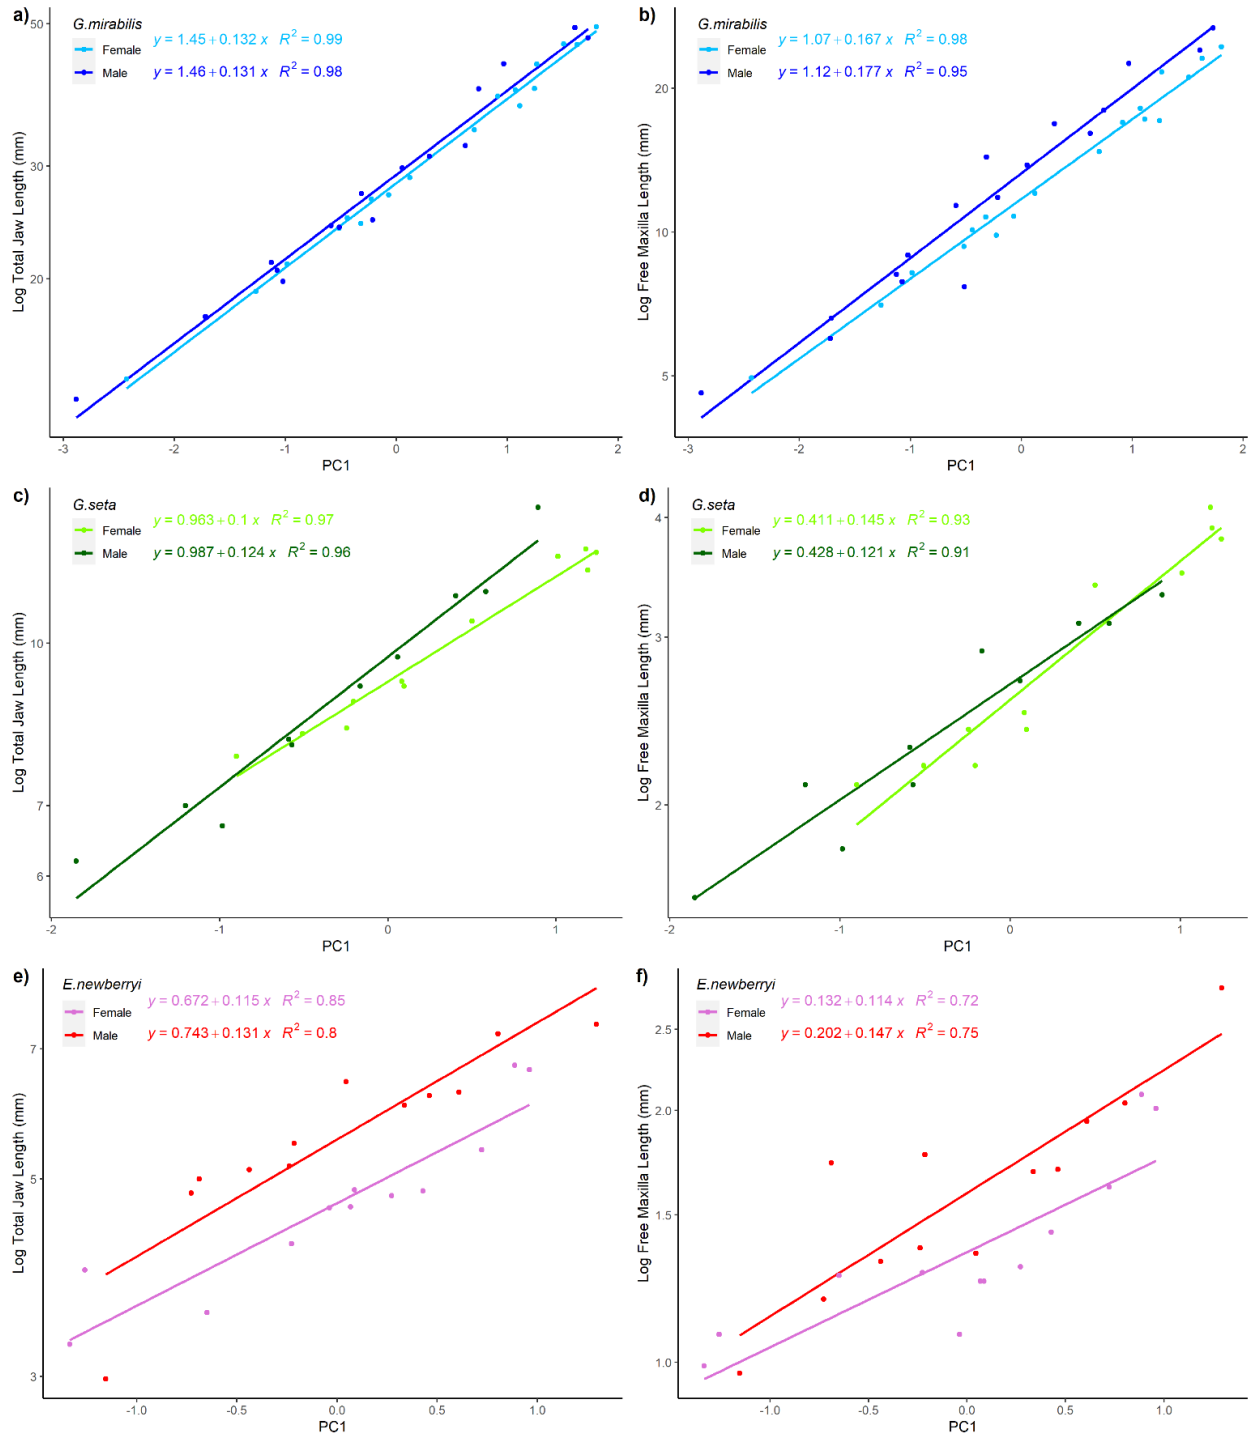 a)
G.mirabilis
Female
y = 1.45 + 0.132 x   R² = 0.99
Male
y = 1.46 + 0.131 x   R² = 0.98
Log Total Jaw Length (mm)
50
30
20
-3 -2 -1 0 1 2
PC1
b)
G.mirabilis
Female
y = 1.07 + 0.167 x   R² = 0.98
Male
y = 1.12 + 0.177 x   R² = 0.95
Log Free Maxilla Length (mm)
20
10
5
-3 -2 -1 0 1 2
PC1
c)
G.seta
Female
y = 0.963 + 0.1 x   R² = 0.97
Male
y = 0.987 + 0.124 x   R² = 0.96
Log Total Jaw Length (mm)
10
7
6
-2 -1 0 1
PC1
d)
G.seta
Female
y = 0.411 + 0.145 x   R² = 0.93
Male
y = 0.428 + 0.121 x   R² = 0.91
Log Free Maxilla Length (mm)
4
3
2
-2 -1 0 1
PC1
e)
E.newberryi
Female
y = 0.672 + 0.115 x   R² = 0.85
Male
y = 0.743 + 0.131 x   R² = 0.8
Log Total Jaw Length (mm)
7
5
3
-1.0 -0.5 0.0 0.5 1.0
PC1
f)
E.newberryi
Female
y = 0.132 + 0.114 x   R² = 0.72
Male
y = 0.202 + 0.147 x   R² = 0.75
Log Free Maxilla Length (mm)
2.5
2.0
1.5
1.0
-1.0 -0.5 0.0 0.5 1.0
PC1